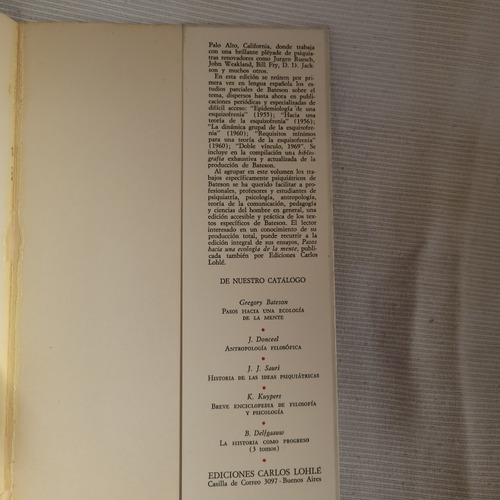 Palo Alto, California, donde trabaja
con una brillante pléyade de psiquia-
tras renovadores como Jurgen Ruesch,
John Weakland, Bill Fry, D. D. Jack-
son y muchos otros.
En esta edición se reúnen por pri-
mera vez en lengua española los es-
tudios parciales de Bateson sobre el
tema, dispersos hasta ahora en publi-
caciones periódicas y especializadas de
difícil acceso: "Epidemiología de una
esquizofrenia" (1955); "Hacia una
teoría de la esquizofrenia" (1956);
"La dinámica grupal de la esquizofre-
nia" (1960); "Requisitos mínimos
para una teoría de la esquizofrenia"
(1960); "Doble vínculo, 1969". Se
incluye en la compilación una biblio-
grafía exhaustiva y actualizada de la
producción de Bateson.
Al agrupar en este volumen los tra-
bajos específicamente psiquiátricos de
Bateson se ha querido facilitar a profe-
sionales, profesores y estudiantes de
psiquiatría, psicología, antropología,
teoría de la comunicación, pedagogía
y ciencias del hombre en general, una
edición accesible y práctica de los tex-
tos específicos de Bateson. El lector
interesado en un conocimiento de su
producción total, puede recurrir a la
edición integral de sus ensayos, Pasos
hacia una ecología de la mente, publi-
cada también por Ediciones Carlos
Lohlé.
DE NUESTRO CATÁLOGO
Gregory Bateson
PASOS HACIA UNA ECOLOGÍA
DE LA MENTE
J. Donceel
ANTROPOLOGÍA FILOSÓFICA
J. J. Saurí
HISTORIA DE LAS IDEAS PSIQUIÁTRICAS
K. Kuypers
BREVE ENCICLOPEDIA DE FILOSOFÍA
Y PSICOLOGÍA
B. Delfgaauw
LA HISTORIA COMO PROGRESO
(3 tomos)
EDICIONES CARLOS LOHLÉ
Casilla de Correo 3097 - Buenos Aires